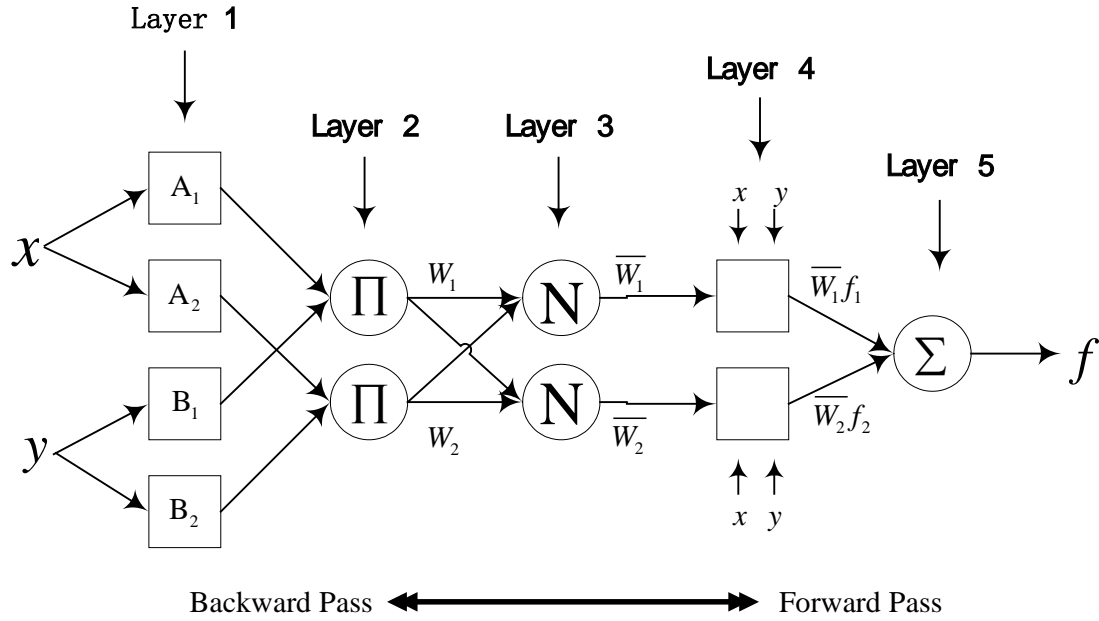 Layer 1
Layer 4
Layer 2
Layer 3
Layer 5
A₁
x y
x
W₁
W̅₁
W̅₁f₁
A₂
Π
N
Σ
f
B₁
Π
N
W̅₂f₂
y
W₂
W̅₂
B₂
x y
Backward Pass
Forward Pass